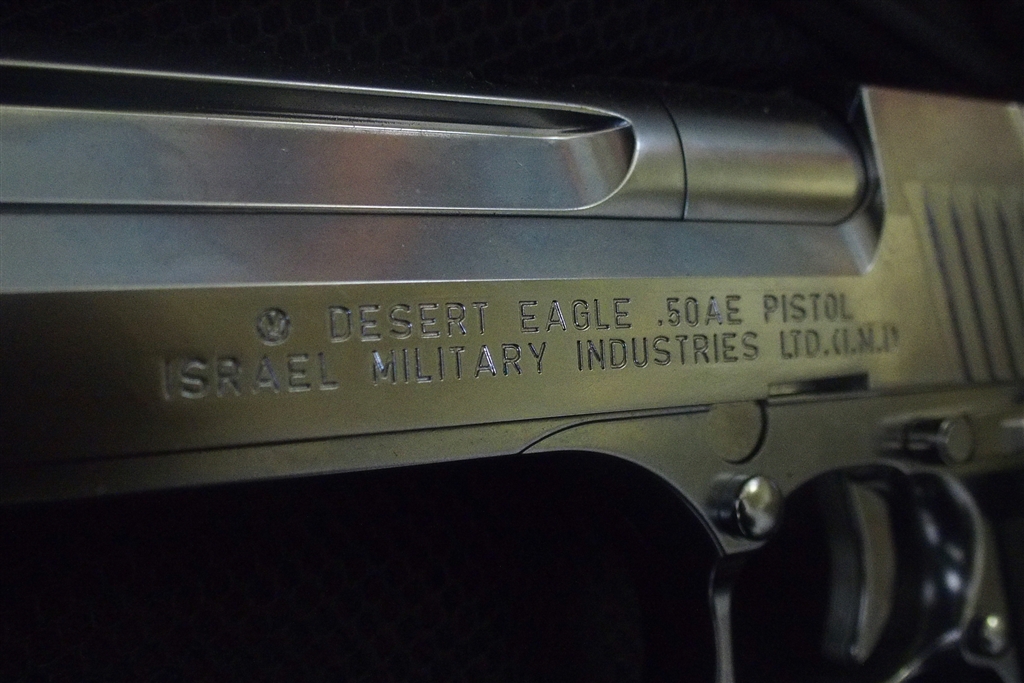 DESERT EAGLE .50AE PISTOL
ISRAEL MILITARY INDUSTRIES LTD.(I.M.I)